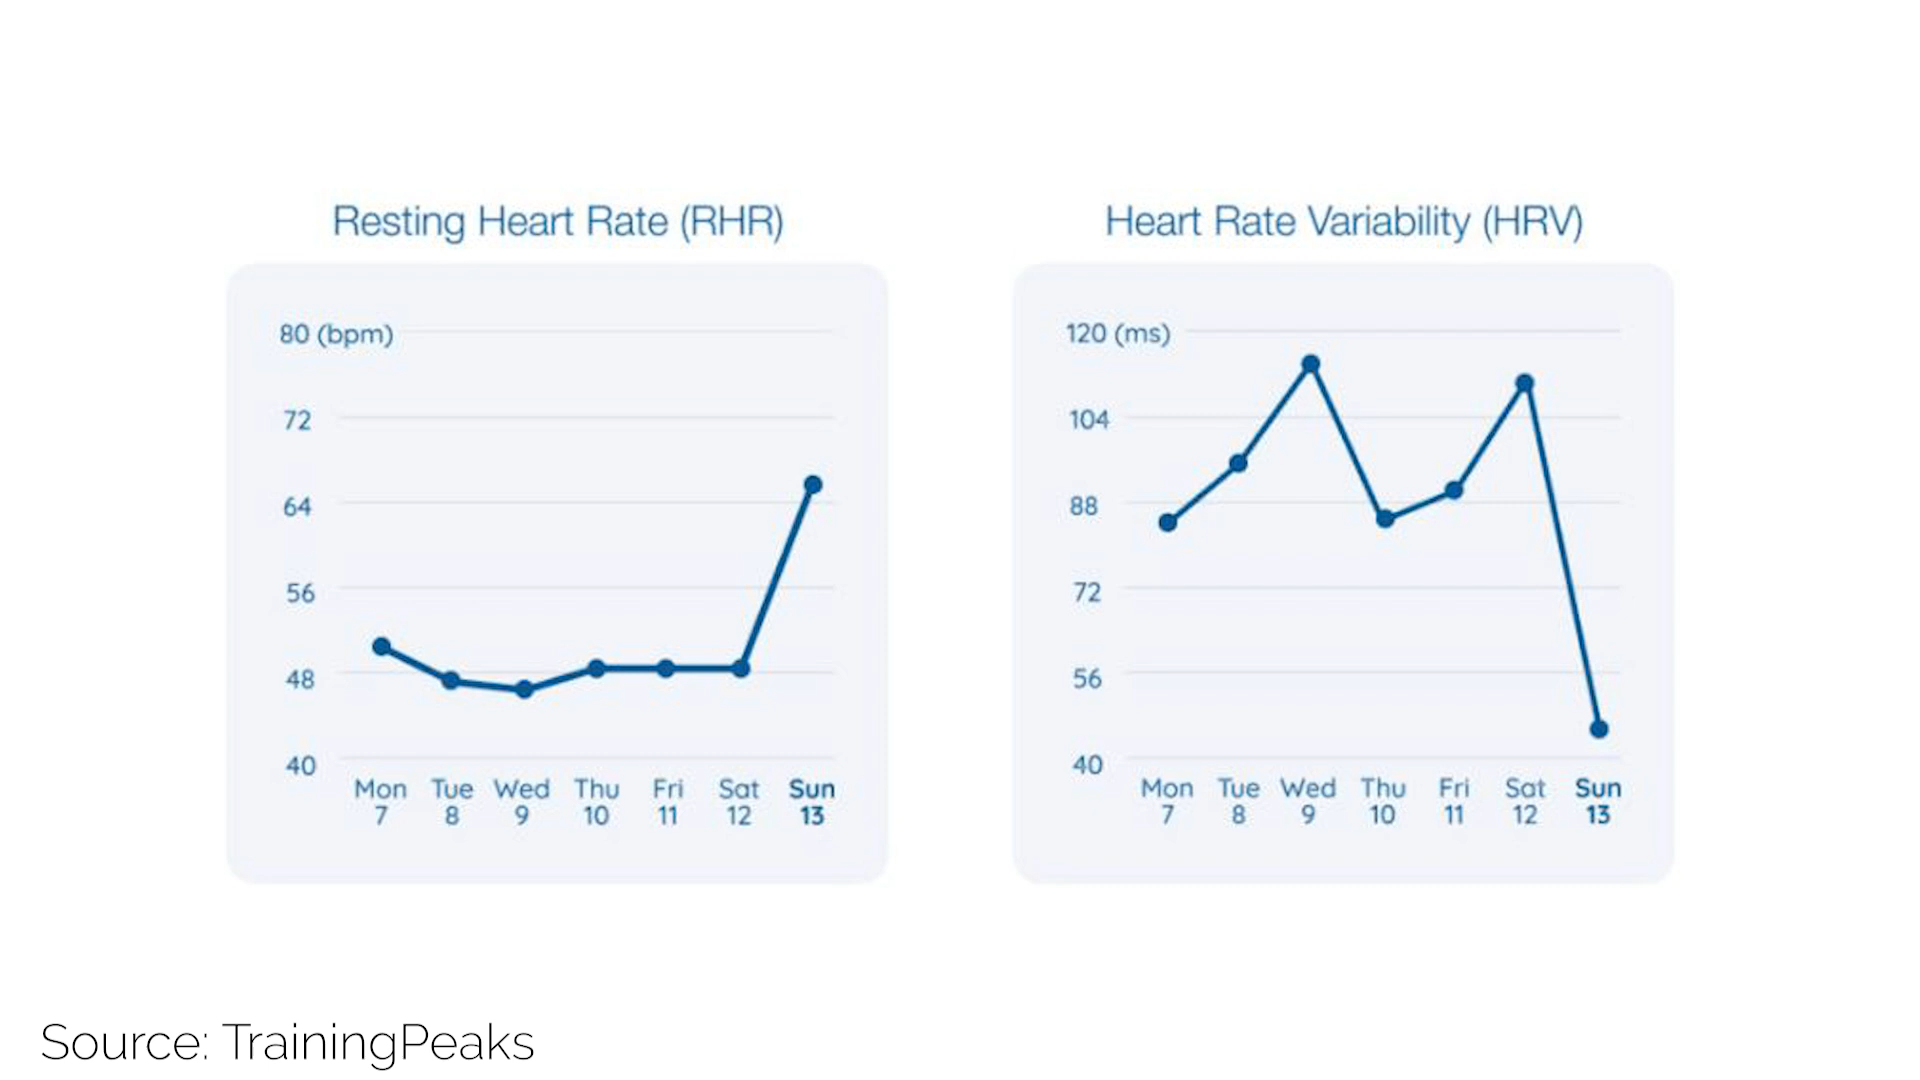 Resting Heart Rate (RHR)
80 (bpm)
72
64
56
48
40
Mon Tue Wed Thu Fri Sat Sun
7 8 9 10 11 12 13
Heart Rate Variability (HRV)
120 (ms)
104
88
72
56
40
Mon Tue Wed Thu Fri Sat Sun
7 8 9 10 11 12 13
Source: TrainingPeaks